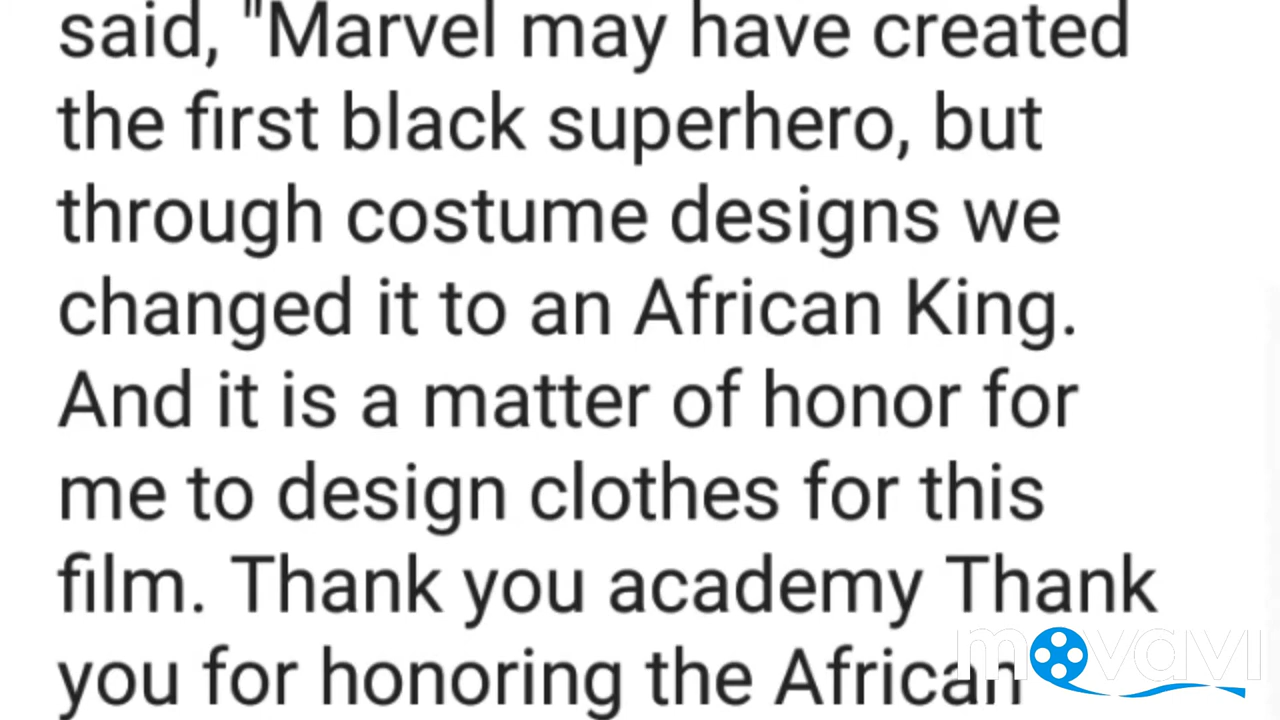 said, "Marvel may have created
the first black superhero, but
through costume designs we
changed it to an African King.
And it is a matter of honor for
me to design clothes for this
film. Thank you academy Thank
you for honoring the African
movavi